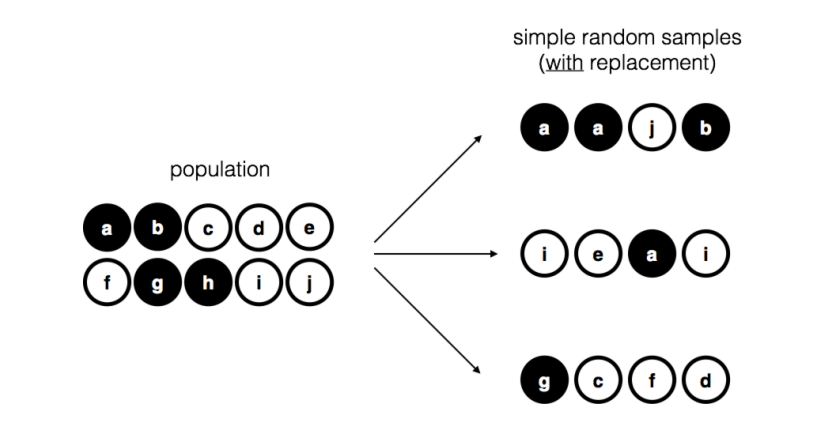 simple random samples
(with replacement)
a a j b
population
a b c d e
i e a i
f g h i j
g c f d